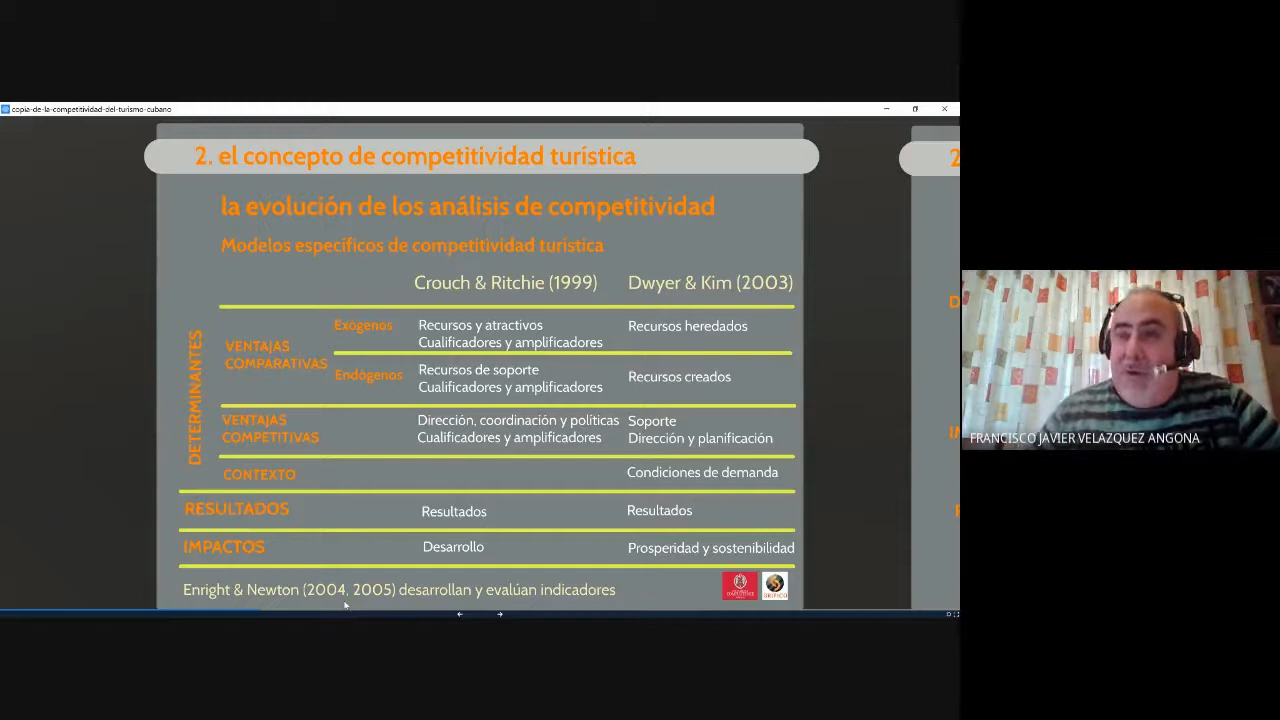 copia-de-la-competitividad-del-turismo-cubano
2. el concepto de competitividad turística
2
la evolución de los análisis de competitividad
Modelos específicos de competitividad turística
Crouch & Ritchie (1999)
Dwyer & Kim (2003)
DETERMINANTES
VENTAJAS
COMPARATIVAS
Exógenos
Recursos y atractivos
Cualificadores y amplificadores
Recursos heredados
Endógenos
Recursos de soporte
Cualificadores y amplificadores
Recursos creados
VENTAJAS
COMPETITIVAS
Dirección, coordinación y políticas
Cualificadores y amplificadores
Soporte
Dirección y planificación
CONTEXTO
Condiciones de demanda
RESULTADOS
Resultados
Resultados
IMPACTOS
Desarrollo
Prosperidad y sostenibilidad
Enright & Newton (2004, 2005) desarrollan y evalúan indicadores
FRANCISCO JAVIER VELAZQUEZ ANGONA